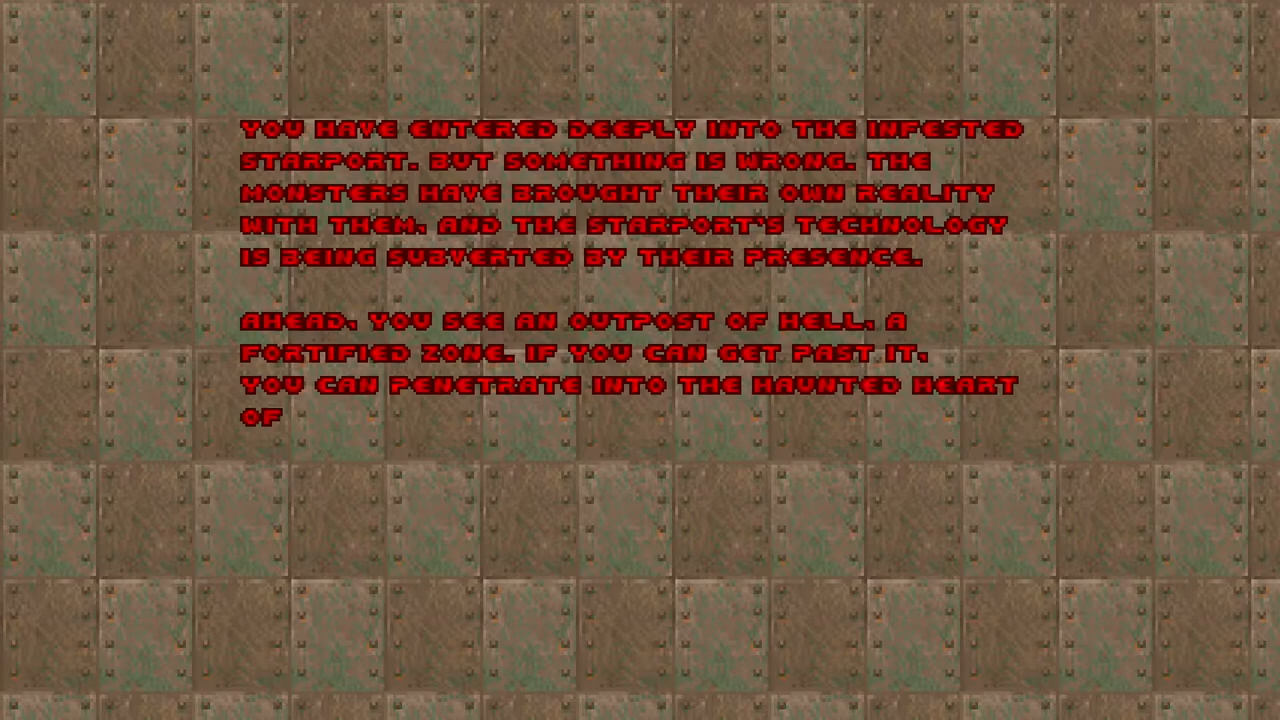 YOU HAVE ENTERED DEEPLY INTO THE INFESTED
STARPORT. BUT SOMETHING IS WRONG. THE
MONSTERS HAVE BROUGHT THEIR OWN REALITY
WITH THEM, AND THE STARPORT'S TECHNOLOGY
IS BEING SUBVERTED BY THEIR PRESENCE.
AHEAD, YOU SEE AN OUTPOST OF HELL, A
FORTIFIED ZONE. IF YOU CAN GET PAST IT,
YOU CAN PENETRATE INTO THE HAUNTED HEART
OF